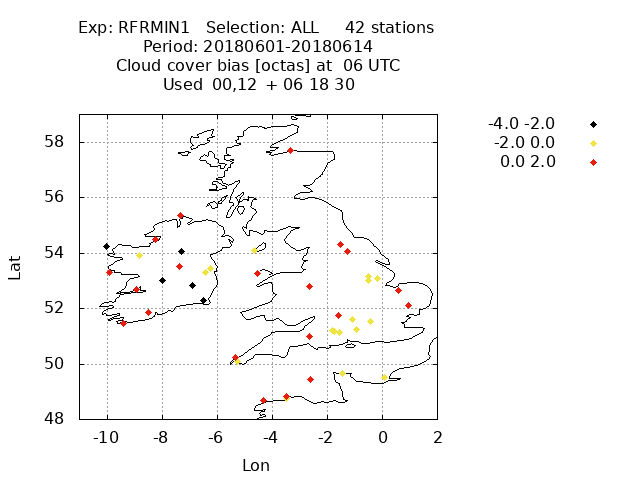 Exp: RFRMIN1   Selection: ALL     42 stations
Period: 20180601-20180614
Cloud cover bias [octas] at  06 UTC
Used  00,12  + 06 18 30
-4.0 -2.0
-2.0 0.0
0.0 2.0
58
56
54
52
50
48
Lat
-10 -8 -6 -4 -2 0 2
Lon